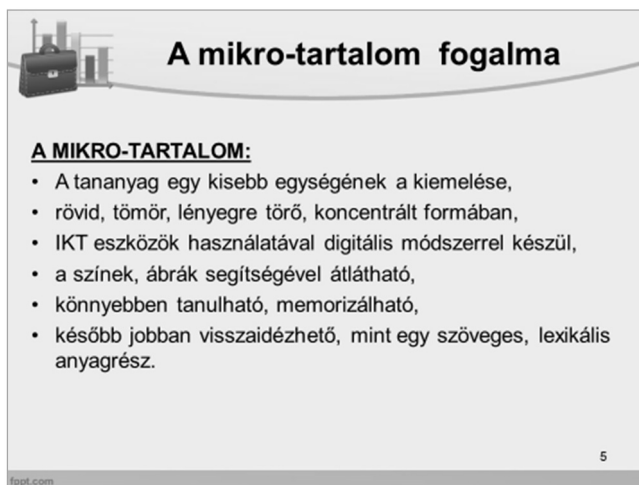 A mikro-tartalom fogalma
A MIKRO-TARTALOM:
• A tananyag egy kisebb egységének a kiemelése,
• rövid, tömör, lényegre törő, koncentrált formában,
• IKT eszközök használatával digitális módszerrel készül,
• a színek, ábrák segítségével átlátható,
• könnyebben tanulható, memorizálható,
• később jobban visszaidézhető, mint egy szöveges, lexikális
anyagrész.
5
fppt.com